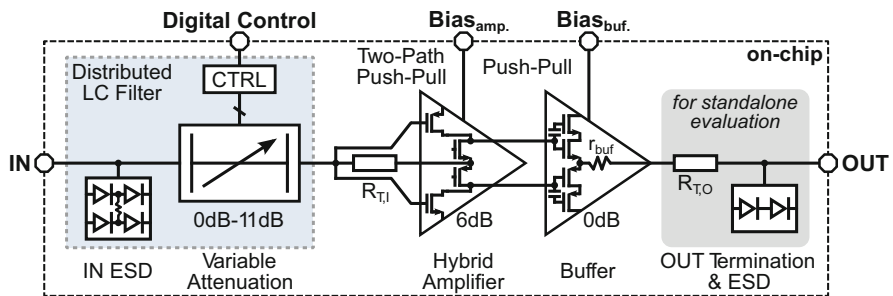 Digital Control
Bias_amp.
Bias_buf.
on-chip
Distributed
LC Filter
CTRL
Two-Path
Push-Pull
Push-Pull
for standalone
evaluation
IN
R_T,I
r_buf
R_T,O
OUT
0dB-11dB
6dB
0dB
IN ESD
Variable
Attenuation
Hybrid
Amplifier
Buffer
OUT Termination
& ESD